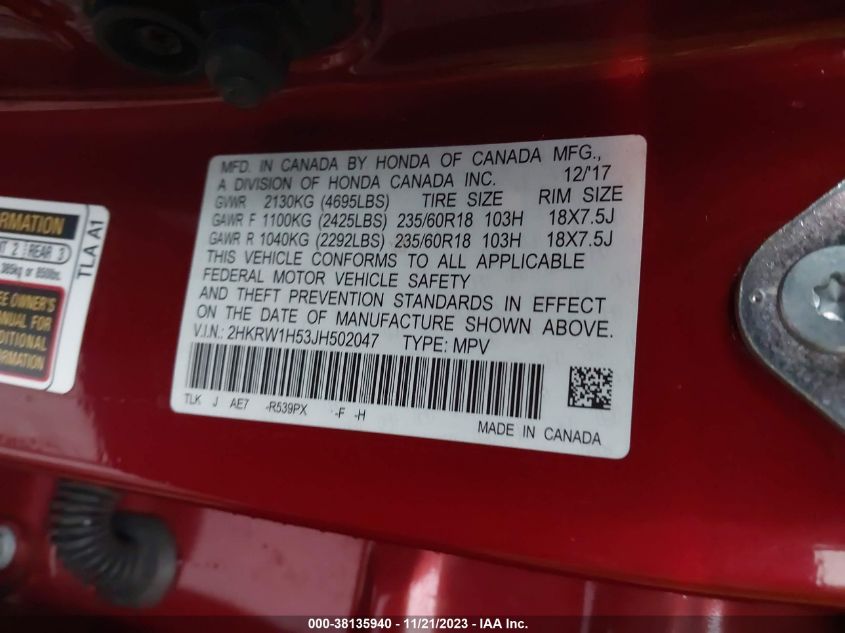 MFD. IN CANADA BY HONDA OF CANADA MFG.,
A DIVISION OF HONDA CANADA INC. 12/'17
GVWR 2130KG (4695LBS) TIRE SIZE RIM SIZE
GAWR F 1100KG (2425LBS) 235/60R18 103H 18X7.5J
GAWR R 1040KG (2292LBS) 235/60R18 103H 18X7.5J
THIS VEHICLE CONFORMS TO ALL APPLICABLE
FEDERAL MOTOR VEHICLE SAFETY
AND THEFT PREVENTION STANDARDS IN EFFECT
ON THE DATE OF MANUFACTURE SHOWN ABOVE.
V.I.N.: 2HKRW1H53JH502047 TYPE: MPV
TLK J AE7 -R539PX -F -H
MADE IN CANADA
2 REAR 3
385kg or 850lbs.
TLA A1
OWNER'S
FOR
000-38135940 - 11/21/2023 - IAA Inc.